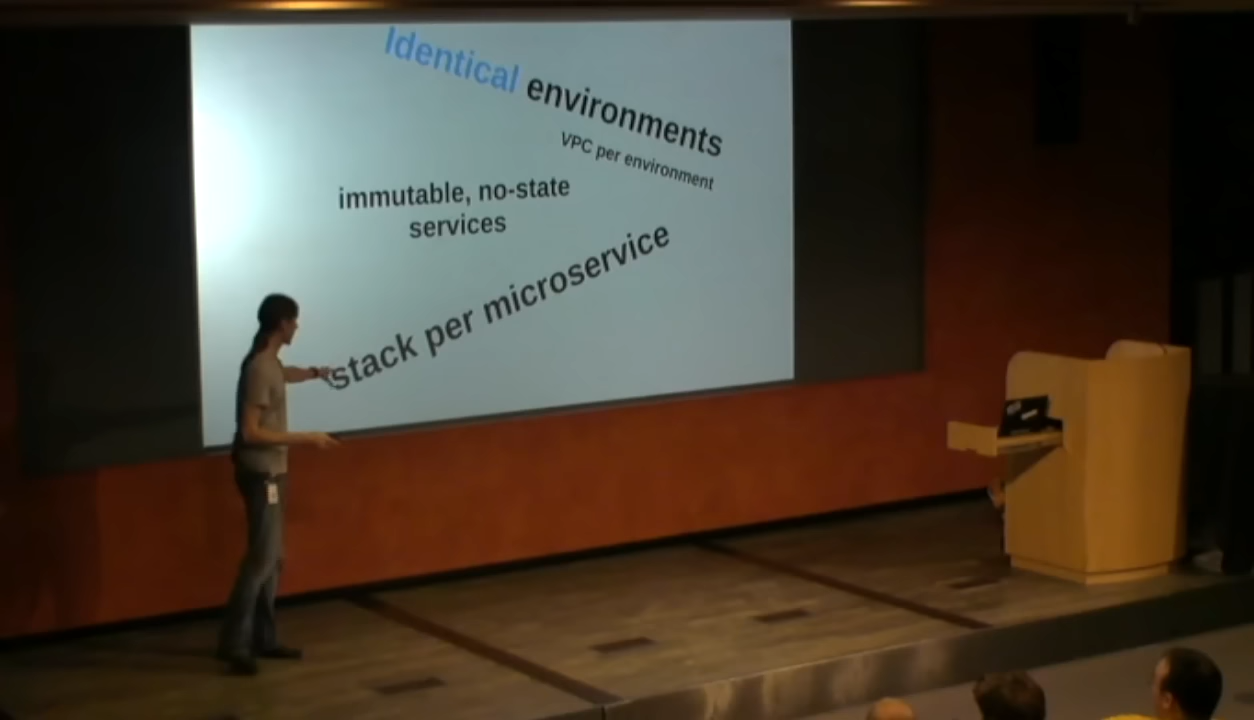 Identical environments
VPC per environment
immutable, no-state
services
stack per microservice